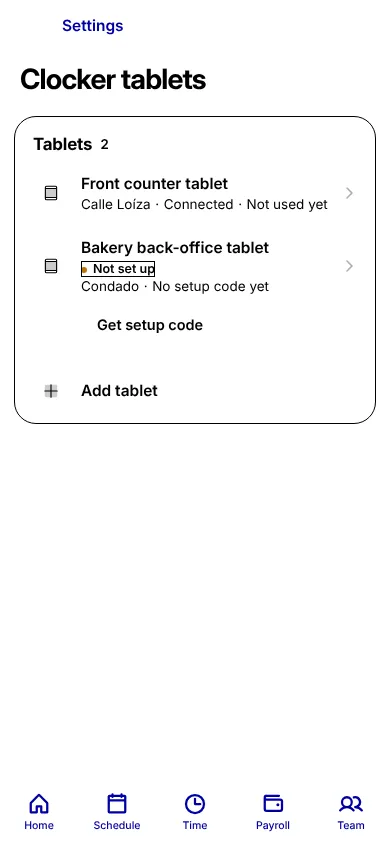 Settings
Clocker tablets
Tablets 2
Front counter tablet
Calle Loíza · Connected · Not used yet
Bakery back-office tablet
Not set up
Condado · No setup code yet
Get setup code
Add tablet
Home Schedule Time Payroll Team